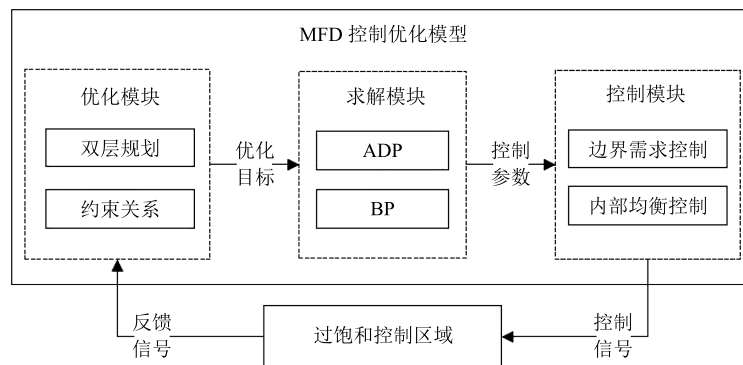 MFD 控制优化模型
优化模块
双层规划
约束关系
优化
目标
求解模块
ADP
BP
控制
参数
控制模块
边界需求控制
内部均衡控制
反馈
信号
过饱和控制区域
控制
信号